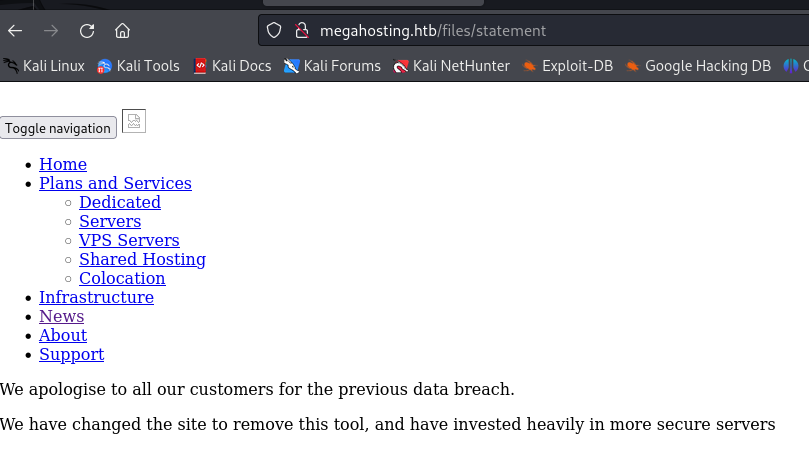 megahosting.htb/files/statement
Kali Linux Kali Tools Kali Docs Kali Forums Kali NetHunter Exploit-DB Google Hacking DB
Toggle navigation
Home
Plans and Services
Dedicated
Servers
VPS Servers
Shared Hosting
Colocation
Infrastructure
News
About
Support
We apologise to all our customers for the previous data breach.
We have changed the site to remove this tool, and have invested heavily in more secure servers